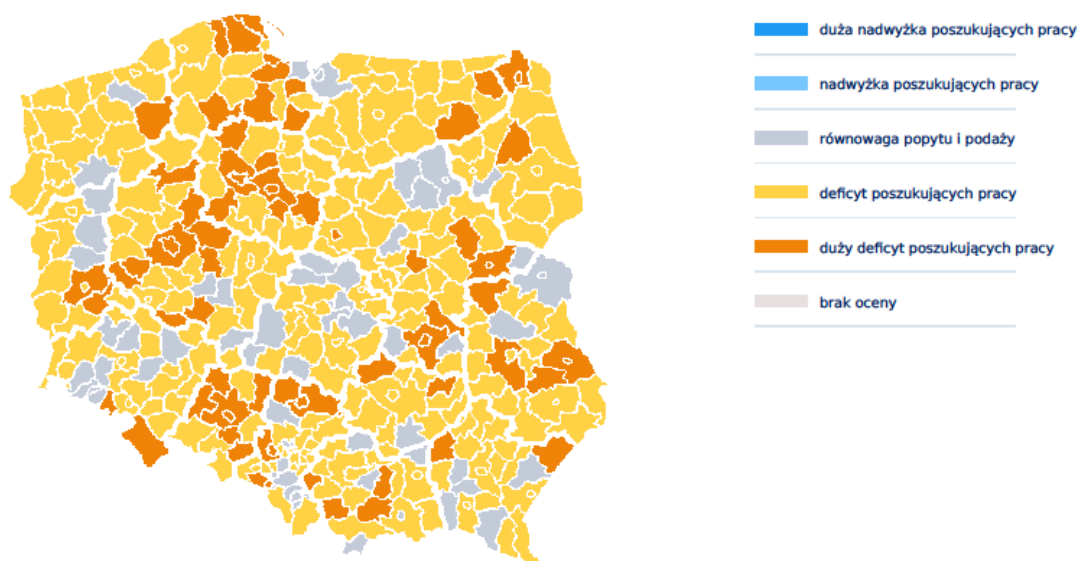 duża nadwyżka poszukujących pracy
nadwyżka poszukujących pracy
równowaga popytu i podaży
deficyt poszukujących pracy
duży deficyt poszukujących pracy
brak oceny